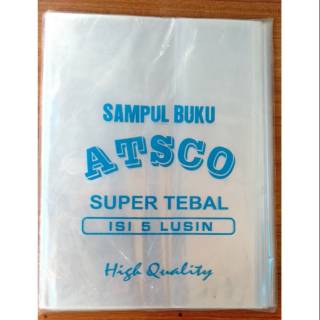 SAMPUL BUKU
ATSCO
SUPER TEBAL
ISI 5 LUSIN
High Quality